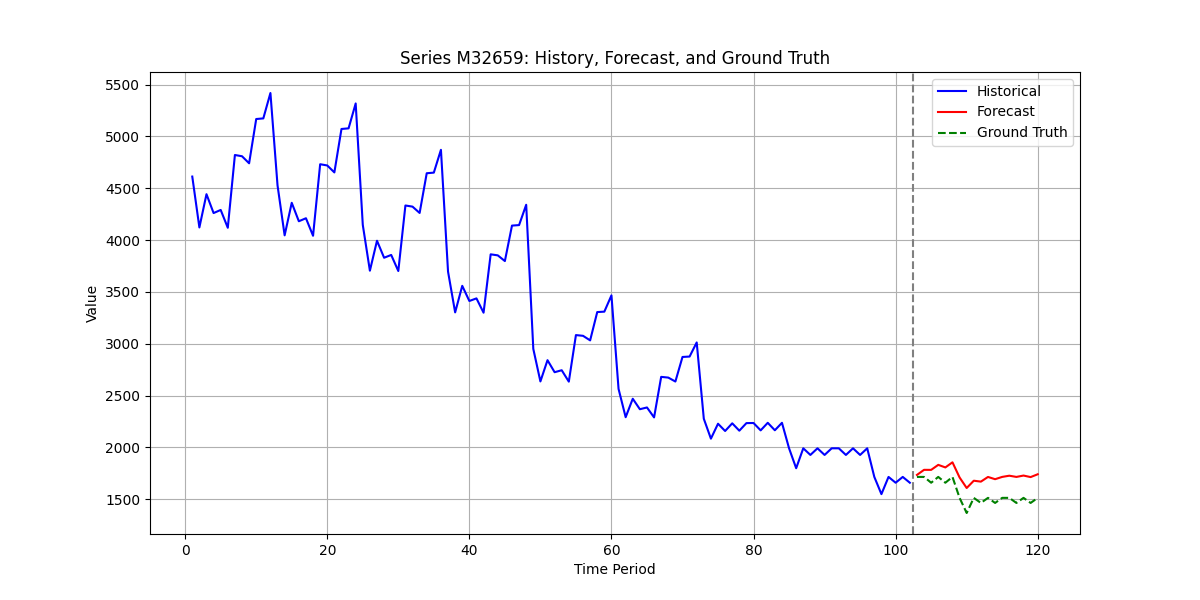 Series M32659: History, Forecast, and Ground Truth
Historical
Forecast
Ground Truth
5500
5000
4500
4000
3500
3000
2500
2000
1500
Value
0 20 40 60 80 100 120
Time Period